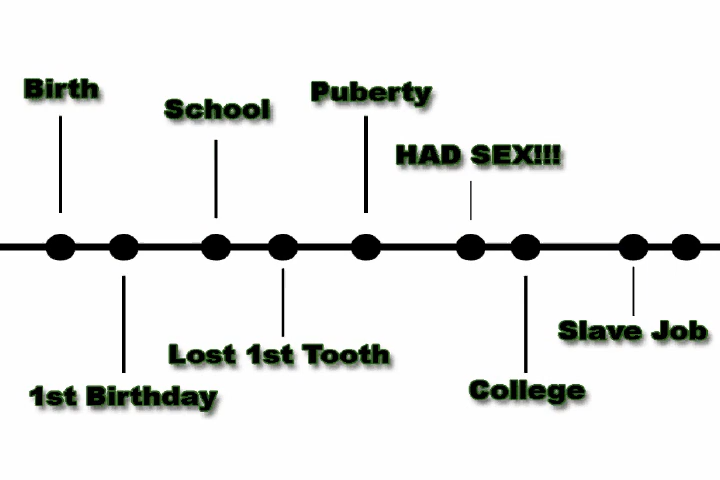 Birth
School
Puberty
HAD SEX!!!
1st Birthday
Lost 1st Tooth
College
Slave Job